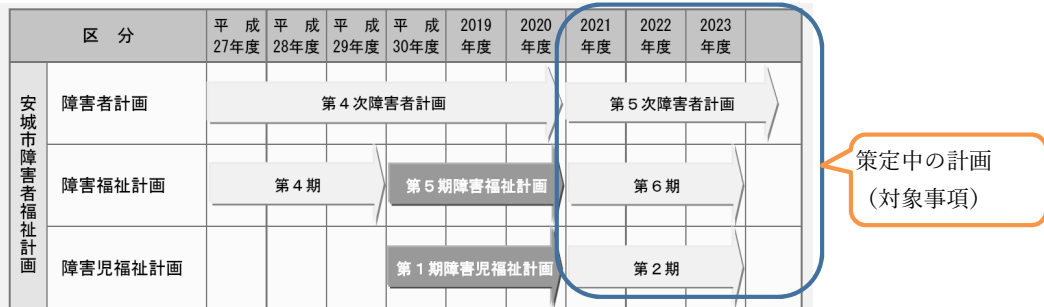 区　分
平　成
27年度
平　成
28年度
平　成
29年度
平　成
30年度
2019
年度
2020
年度
2021
年度
2022
年度
2023
年度
安城市障害者福祉計画
障害者計画
第４次障害者計画
第５次障害者計画
障害福祉計画
第４期
第５期障害福祉計画
第６期
障害児福祉計画
第１期障害児福祉計画
第２期
策定中の計画
（対象事項）